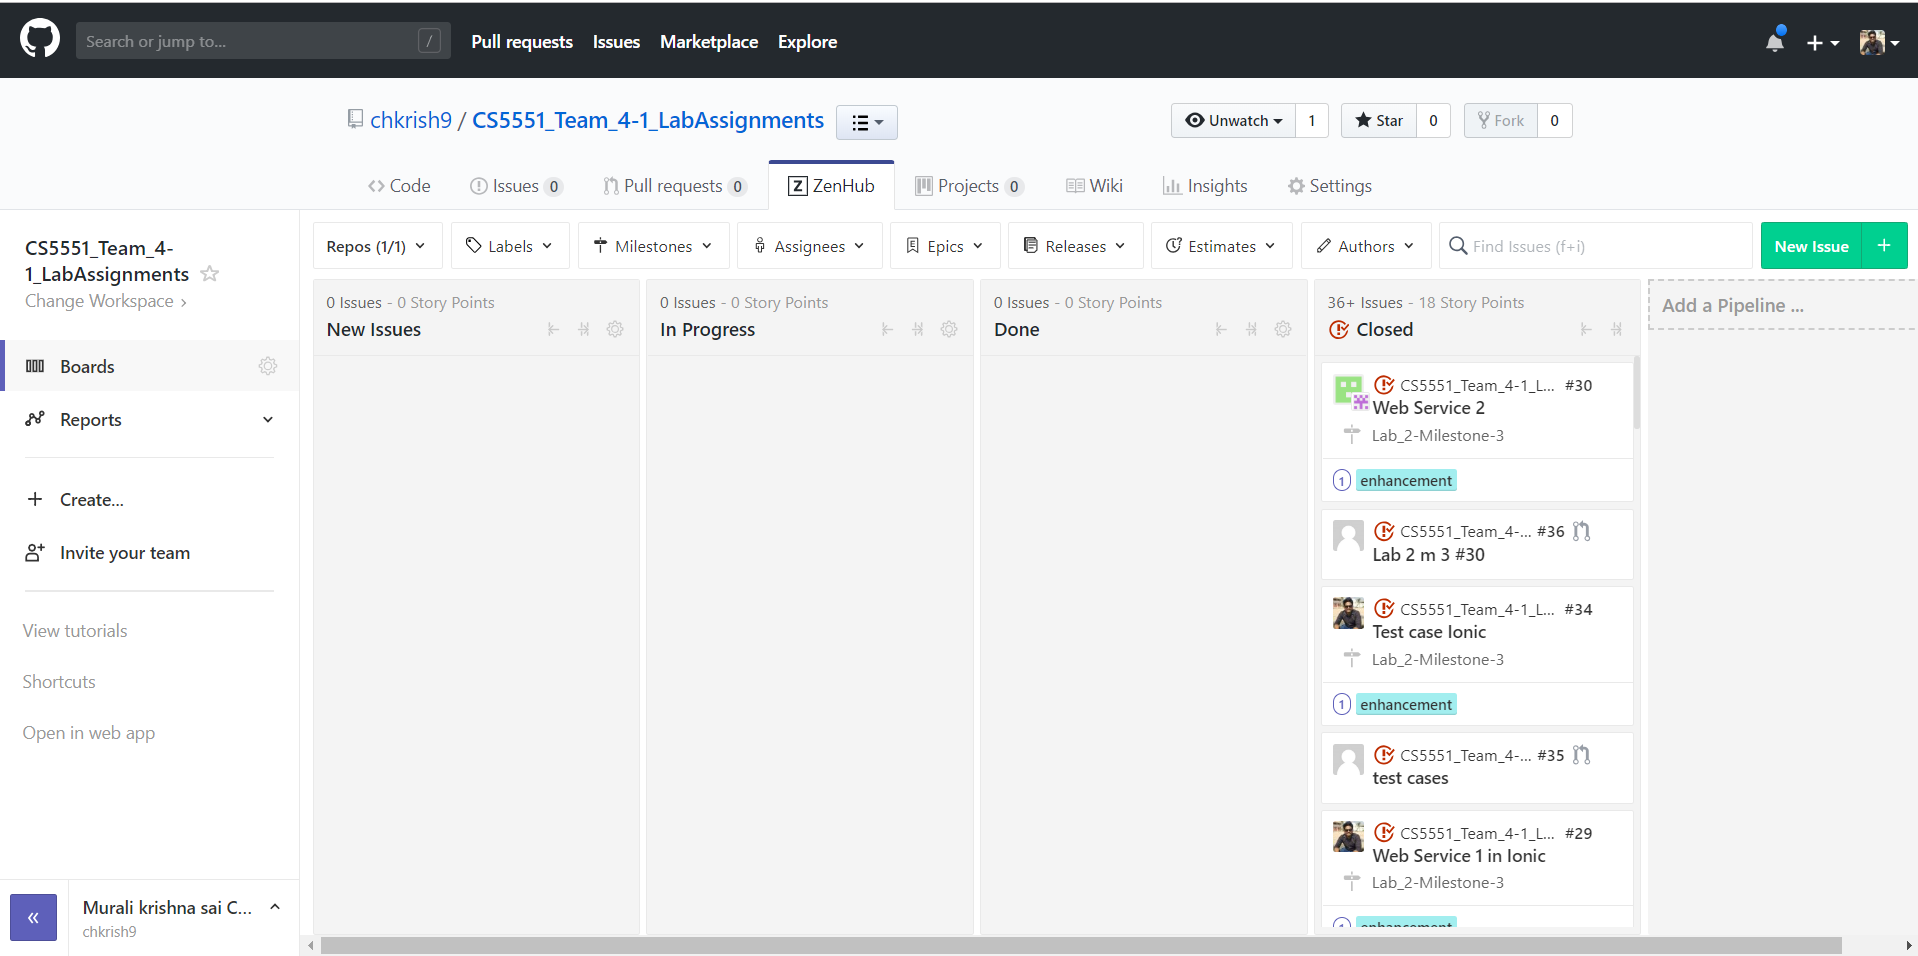 Search or jump to...
/
Pull requests
Issues
Marketplace
Explore
chkrish9 / CS5551_Team_4-1_LabAssignments
Unwatch
1
Star
0
Fork
0
Code
Issues 0
Pull requests 0
Z ZenHub
Projects 0
Wiki
Insights
Settings
CS5551_Team_4-
1_LabAssignments
Change Workspace
Boards
Reports
Create...
Invite your team
View tutorials
Shortcuts
Open in web app
«
Murali krishna sai C...
chkrish9
Repos (1/1)
Labels
Milestones
Assignees
Epics
Releases
Estimates
Authors
Find Issues (f+i)
New Issue +
0 Issues - 0 Story Points
New Issues
0 Issues - 0 Story Points
In Progress
0 Issues - 0 Story Points
Done
36+ Issues - 18 Story Points
Closed
CS5551_Team_4-1_L... #30
Web Service 2
Lab_2-Milestone-3
1 enhancement
CS5551_Team_4-... #36
Lab 2 m 3 #30
CS5551_Team_4-1_L... #34
Test case Ionic
Lab_2-Milestone-3
1 enhancement
CS5551_Team_4-... #35
test cases
CS5551_Team_4-1_L... #29
Web Service 1 in Ionic
Lab_2-Milestone-3
1 enhancement
Add a Pipeline ...